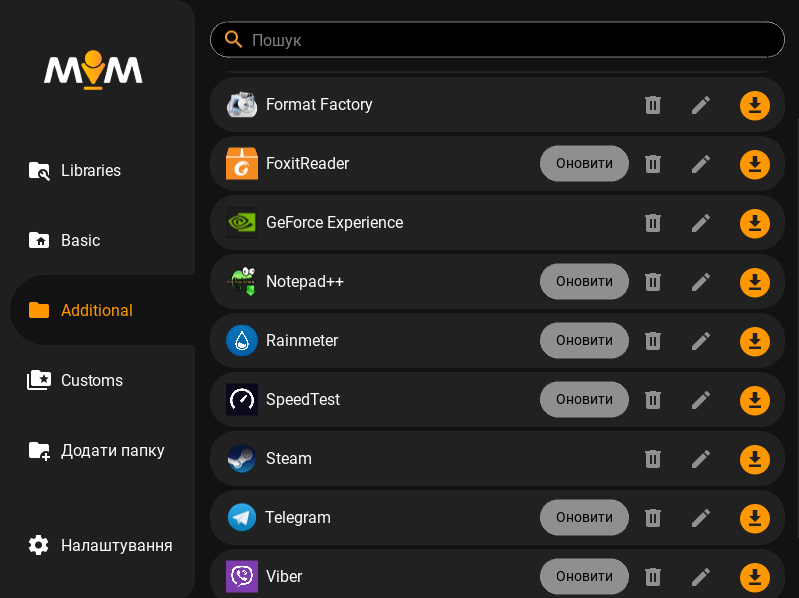 MVM
Libraries
Basic
Additional
Customs
Додати папку
Налаштування
Пошук
Format Factory
FoxitReader
Оновити
GeForce Experience
Notepad++
Оновити
Rainmeter
Оновити
SpeedTest
Оновити
Steam
Telegram
Оновити
Viber
Оновити